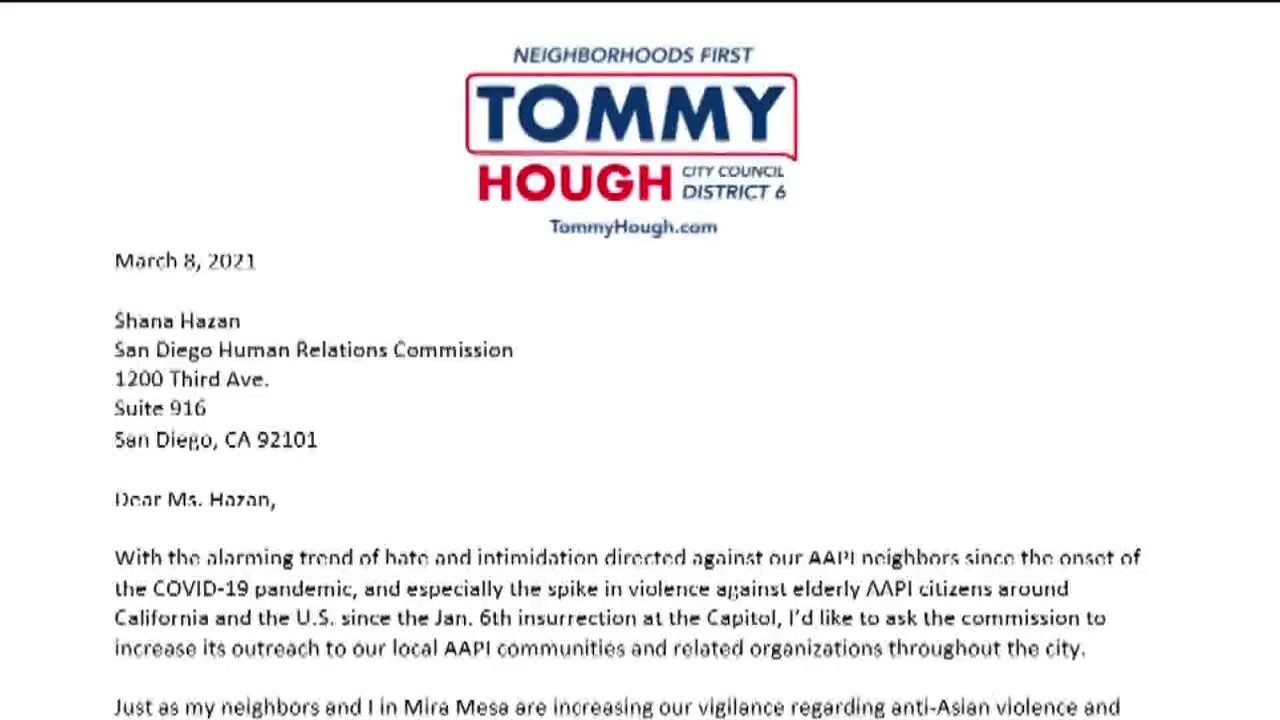 NEIGHBORHOODS FIRST
TOMMY
HOUGH CITY COUNCIL DISTRICT 6
TommyHough.com
March 8, 2021
Shana Hazan
San Diego Human Relations Commission
1200 Third Ave.
Suite 916
San Diego, CA 92101
Dear Ms. Hazan,
With the alarming trend of hate and intimidation directed against our AAPI neighbors since the onset of
the COVID-19 pandemic, and especially the spike in violence against elderly AAPI citizens around
California and the U.S. since the Jan. 6th insurrection at the Capitol, I'd like to ask the commission to
increase its outreach to our local AAPI communities and related organizations throughout the city.
Just as my neighbors and I in Mira Mesa are increasing our vigilance regarding anti-Asian violence and